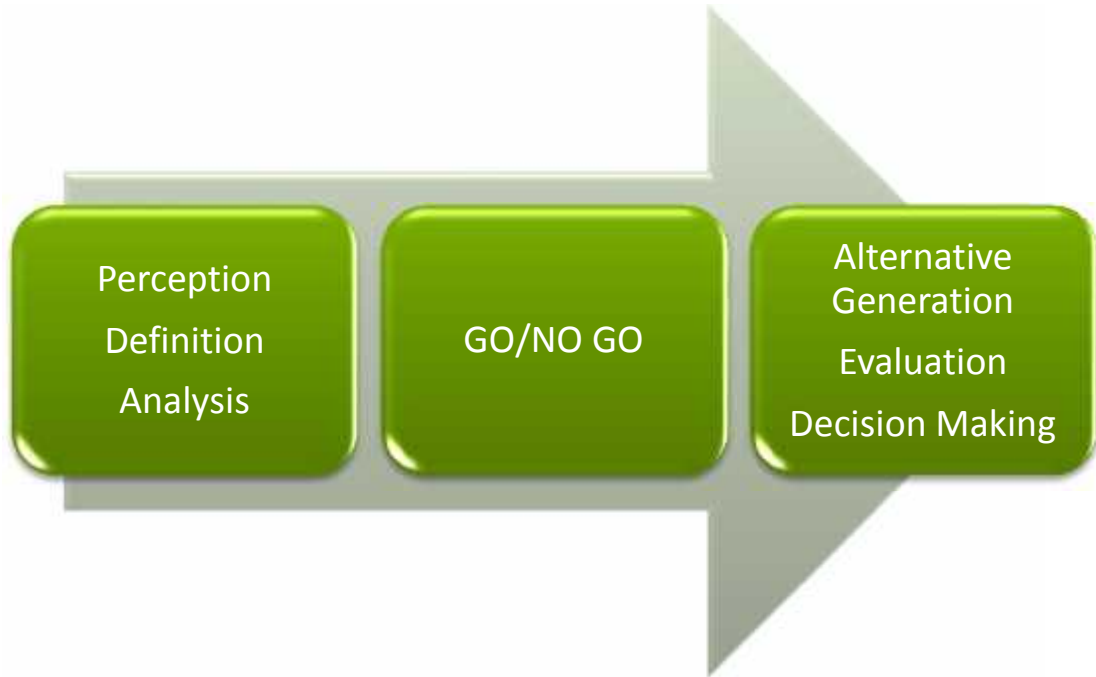 Perception
Definition
Analysis
GO/NO GO
Alternative
Generation
Evaluation
Decision Making